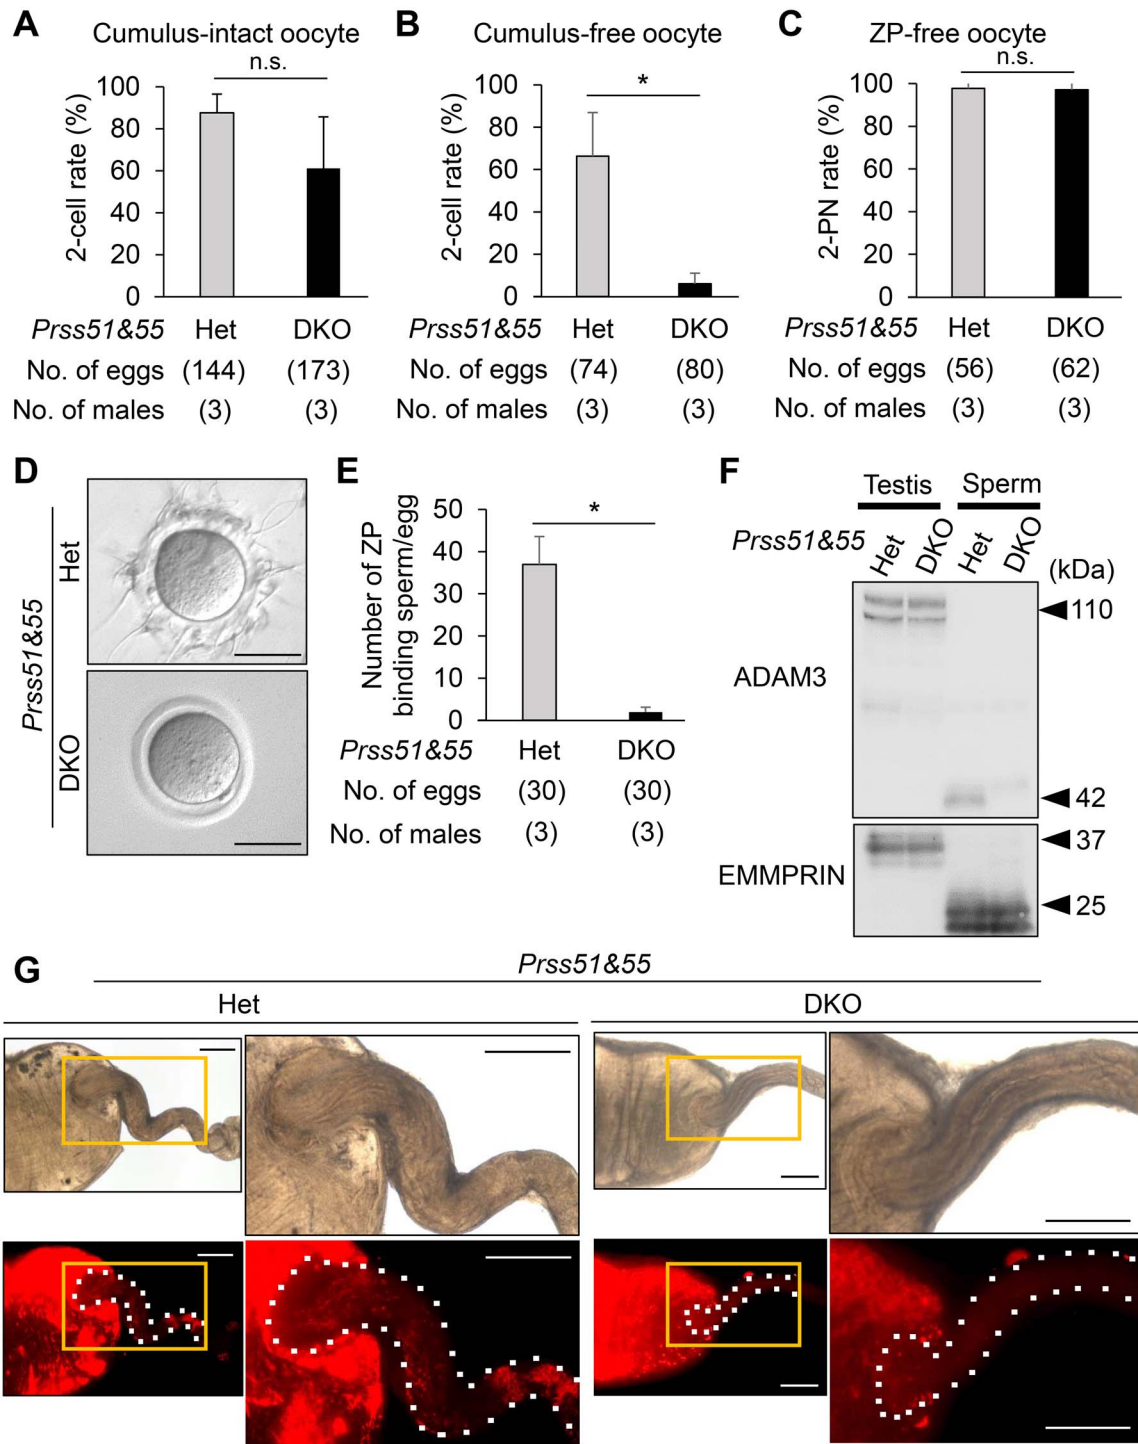 A
Cumulus-intact oocyte
n.s.
2-cell rate (%)
100
80
60
40
20
0
Prss51&55 Het DKO
No. of eggs (144) (173)
No. of males (3) (3)
B
Cumulus-free oocyte
*
2-cell rate (%)
100
80
60
40
20
0
Prss51&55 Het DKO
No. of eggs (74) (80)
No. of males (3) (3)
C
ZP-free oocyte
n.s.
2-PN rate (%)
100
80
60
40
20
0
Prss51&55 Het DKO
No. of eggs (56) (62)
No. of males (3) (3)
D
Prss51&55
Het
DKO
E
Number of ZP
binding sperm/egg
50
40
30
20
10
0
*
Prss51&55 Het DKO
No. of eggs (30) (30)
No. of males (3) (3)
F
Testis Sperm
Prss51&55 Het DKO Het DKO
(kDa)
110
ADAM3
42
37
EMMPRIN
25
G
Prss51&55
Het DKO